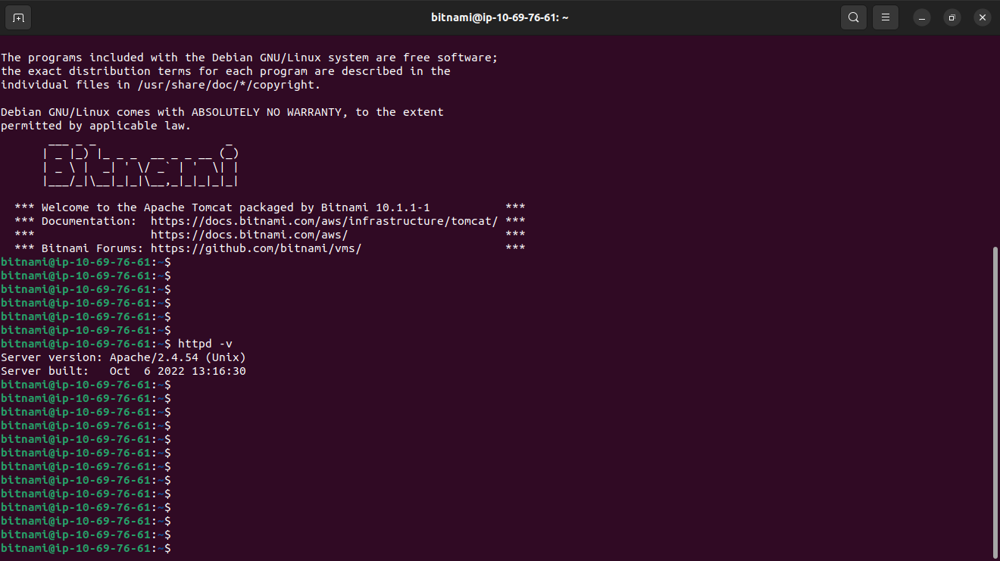 bitnami@ip-10-69-76-61: ~
The programs included with the Debian GNU/Linux system are free software;
the exact distribution terms for each program are described in the
individual files in /usr/share/doc/*/copyright.
Debian GNU/Linux comes with ABSOLUTELY NO WARRANTY, to the extent
permitted by applicable law.
Bitnami
*** Welcome to the Apache Tomcat packaged by Bitnami 10.1.1-1 ***
*** Documentation: https://docs.bitnami.com/aws/infrastructure/tomcat/ ***
*** https://docs.bitnami.com/aws/ ***
*** Bitnami Forums: https://github.com/bitnami/vms/ ***
bitnami@ip-10-69-76-61:~$
bitnami@ip-10-69-76-61:~$
bitnami@ip-10-69-76-61:~$
bitnami@ip-10-69-76-61:~$
bitnami@ip-10-69-76-61:~$
bitnami@ip-10-69-76-61:~$
bitnami@ip-10-69-76-61:~$ httpd -v
Server version: Apache/2.4.54 (Unix)
Server built: Oct 6 2022 13:16:30
bitnami@ip-10-69-76-61:~$
bitnami@ip-10-69-76-61:~$
bitnami@ip-10-69-76-61:~$
bitnami@ip-10-69-76-61:~$
bitnami@ip-10-69-76-61:~$
bitnami@ip-10-69-76-61:~$
bitnami@ip-10-69-76-61:~$
bitnami@ip-10-69-76-61:~$
bitnami@ip-10-69-76-61:~$
bitnami@ip-10-69-76-61:~$
bitnami@ip-10-69-76-61:~$
bitnami@ip-10-69-76-61:~$
bitnami@ip-10-69-76-61:~$